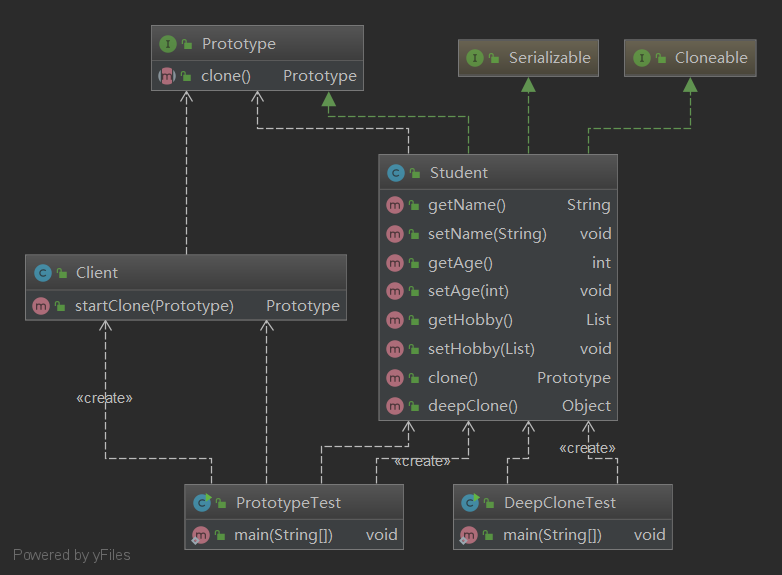 Prototype
clone() Prototype
Serializable
Cloneable
Student
getName() String
setName(String) void
getAge() int
setAge(int) void
getHobby() List
setHobby(List) void
clone() Prototype
deepClone() Object
Client
startClone(Prototype) Prototype
«create»
«create»
«create»
PrototypeTest
main(String[]) void
DeepCloneTest
main(String[]) void
Powered by yFiles